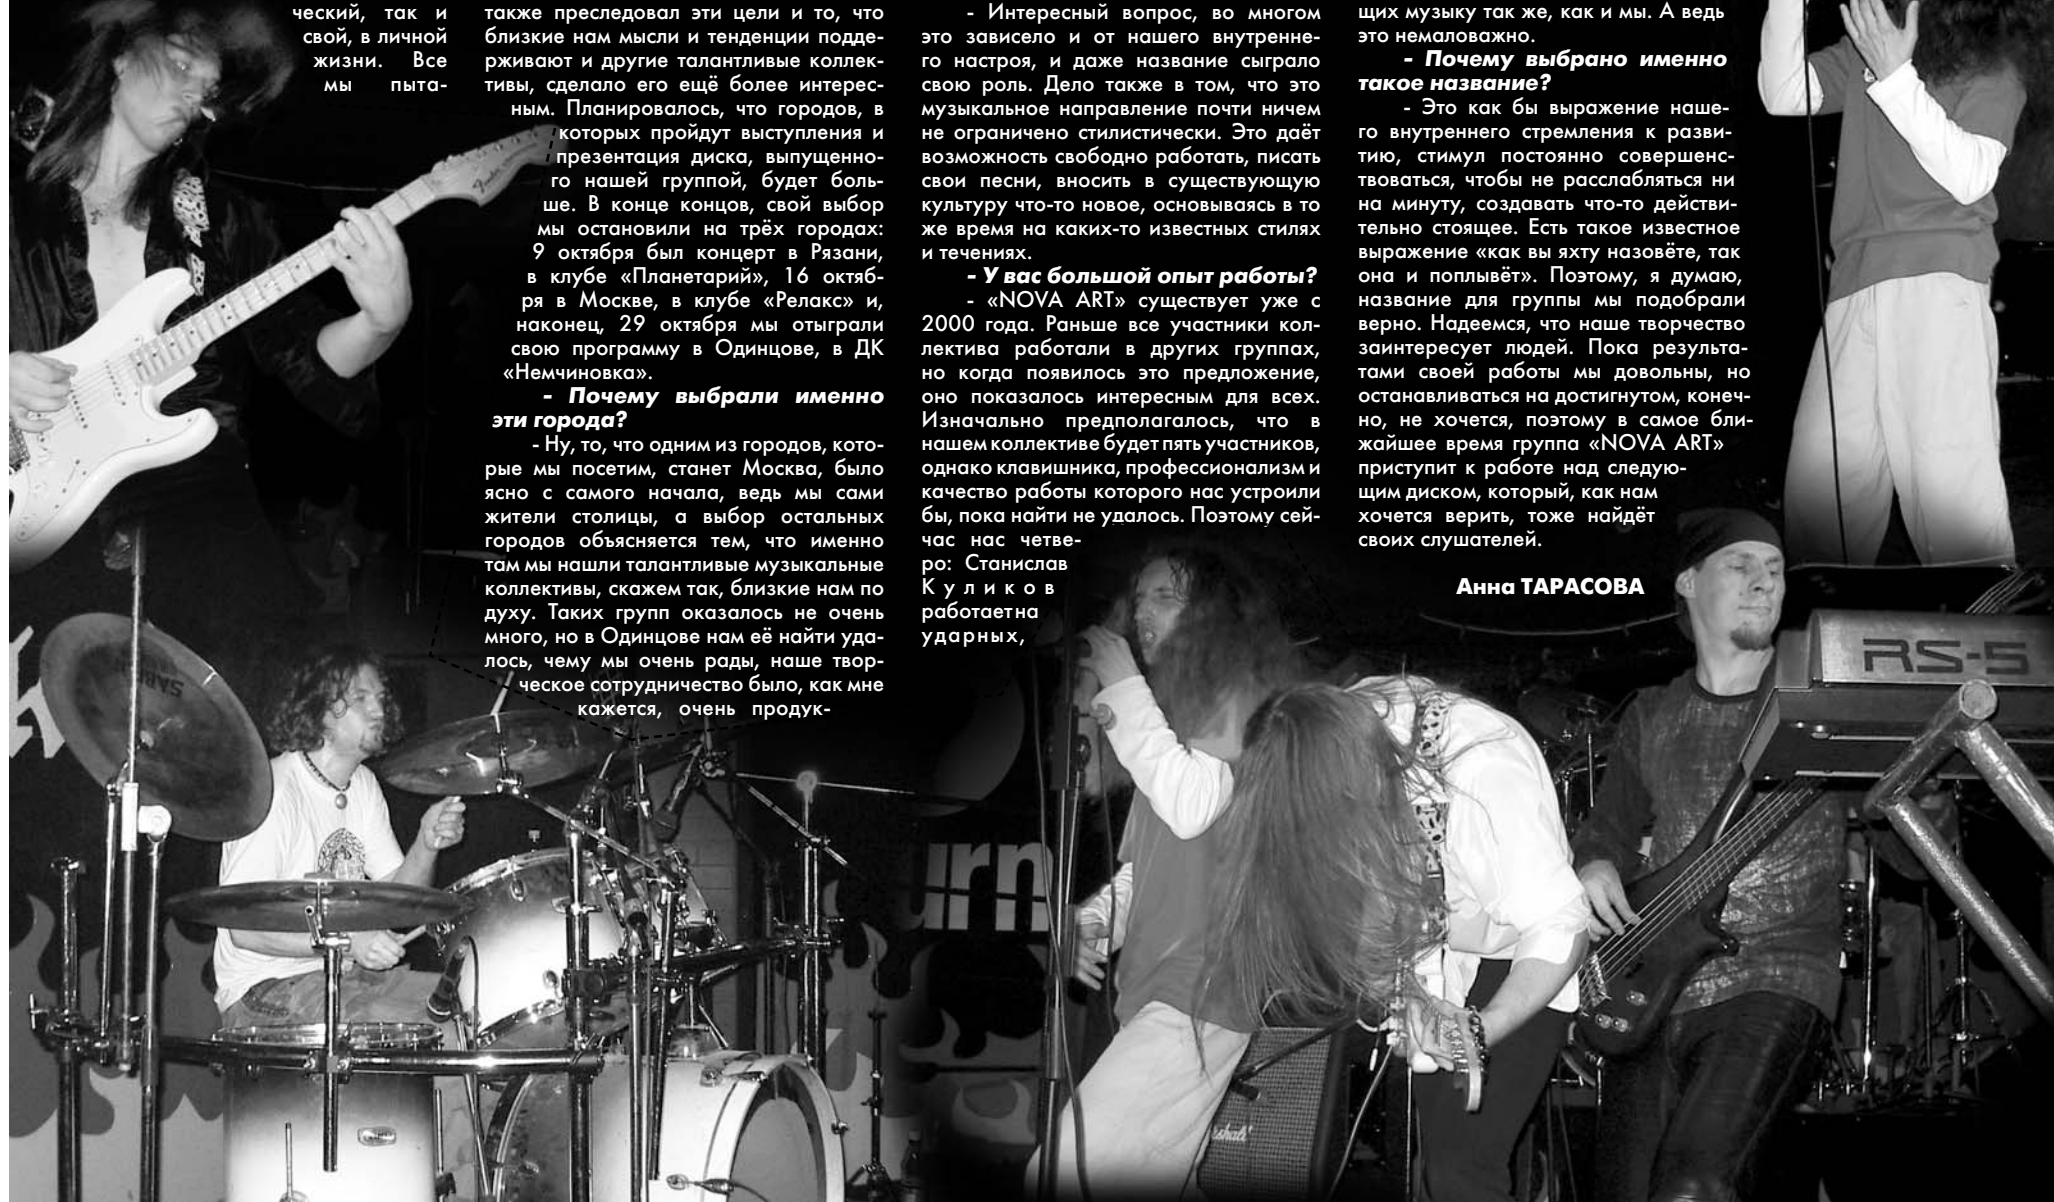 ческий, так и
свой, в личной
жизни. Все
мы пыта-
также преследовал эти цели и то, что
близкие нам мысли и тенденции подде-
рживают и другие талантливые коллек-
тивы, сделало его ещё более интерес-
ным. Планировалось, что городов, в
которых пройдут выступления и
презентация диска, выпущенно-
го нашей группой, будет боль-
ше. В конце концов, свой выбор
мы остановили на трёх городах:
9 октября был концерт в Рязани,
в клубе «Планетарий», 16 октяб-
ря в Москве, в клубе «Релакс» и,
наконец, 29 октября мы отыграли
свою программу в Одинцове, в ДК
«Немчиновка».
- Почему выбрали именно
эти города?
- Ну, то, что одним из городов, кото-
рые мы посетим, станет Москва, было
ясно с самого начала, ведь мы сами
жители столицы, а выбор остальных
городов объясняется тем, что именно
там мы нашли талантливые музыкальные
коллективы, скажем так, близкие нам по
духу. Таких групп оказалось не очень
много, но в Одинцове нам её найти уда-
лось, чему мы очень рады, наше твор-
ческое сотрудничество было, как мне
кажется, очень продук-
- Интересный вопрос, во многом
это зависело и от нашего внутренне-
го настроя, и даже название сыграло
свою роль. Дело также в том, что это
музыкальное направление почти ничем
не ограничено стилистически. Это даёт
возможность свободно работать, писать
свои песни, вносить в существующую
культуру что-то новое, основываясь в то
же время на каких-то известных стилях
и течениях.
- У вас большой опыт работы?
- «NOVA ART» существует уже с
2000 года. Раньше все участники кол-
лектива работали в других группах,
но когда появилось это предложение,
оно показалось интересным для всех.
Изначально предполагалось, что в
нашем коллективе будет пять участников,
однако клавишника, профессионализм и
качество работы которого нас устроили
бы, пока найти не удалось. Поэтому сей-
час нас четве-
ро: Станислав
Куликов
работает на
ударных,
щих музыку так же, как и мы. А ведь
это немаловажно.
- Почему выбрано именно
такое название?
- Это как бы выражение наше-
го внутреннего стремления к разви-
тию, стимул постоянно совершенс-
твоваться, чтобы не расслабляться ни
на минуту, создавать что-то действи-
тельно стоящее. Есть такое известное
выражение «как вы яхту назовёте, так
она и поплывёт». Поэтому, я думаю,
название для группы мы подобрали
верно. Надеемся, что наше творчество
заинтересует людей. Пока результа-
тами своей работы мы довольны, но
останавливаться на достигнутом, конеч-
но, не хочется, поэтому в самое бли-
жайшее время группа «NOVA ART»
приступит к работе над следую-
щим диском, который, как нам
хочется верить, тоже найдёт
своих слушателей.
Анна ТАРАСОВА
RS-5
urn